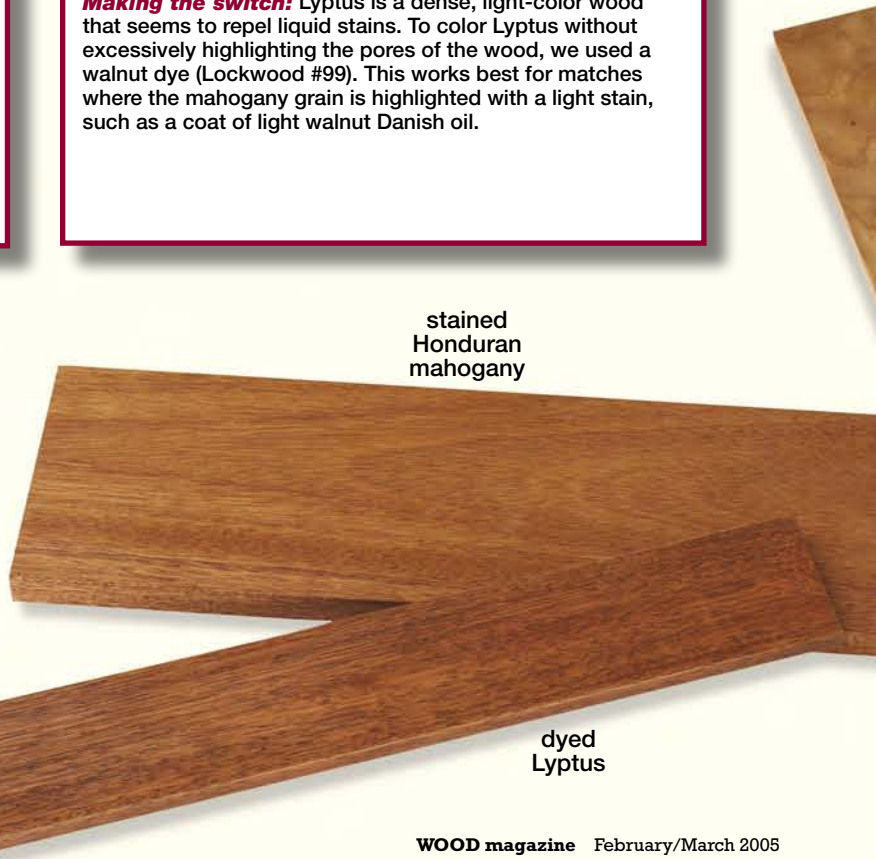 Making the switch: Lyptus is a dense, light-color wood
that seems to repel liquid stains. To color Lyptus without
excessively highlighting the pores of the wood, we used a
walnut dye (Lockwood #99). This works best for matches
where the mahogany grain is highlighted with a light stain,
such as a coat of light walnut Danish oil.
stained
Honduran
mahogany
dyed
Lyptus
WOOD magazine February/March 2005